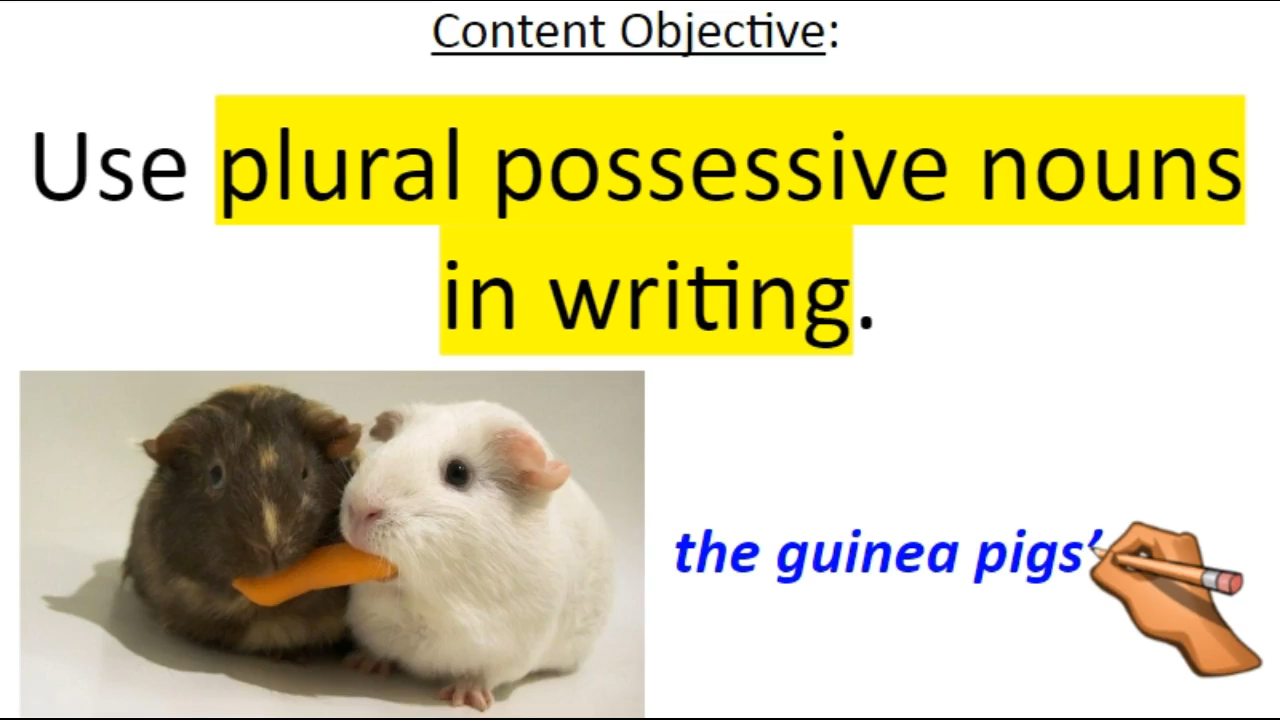 Content Objective:
Use plural possessive nouns
in writing.
the guinea pigs’